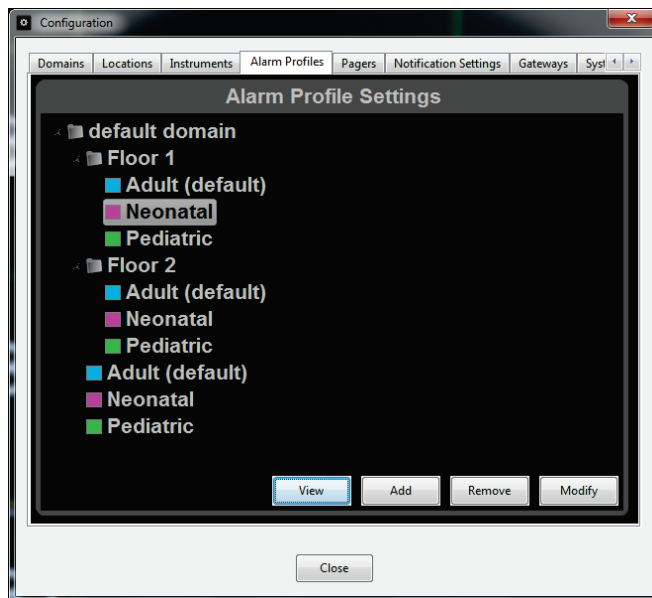 Configuration
Domains Locations Instruments Alarm Profiles Pagers Notification Settings Gateways Syst
Alarm Profile Settings
default domain
Floor 1
Adult (default)
Neonatal
Pediatric
Floor 2
Adult (default)
Neonatal
Pediatric
Adult (default)
Neonatal
Pediatric
View Add Remove Modify
Close